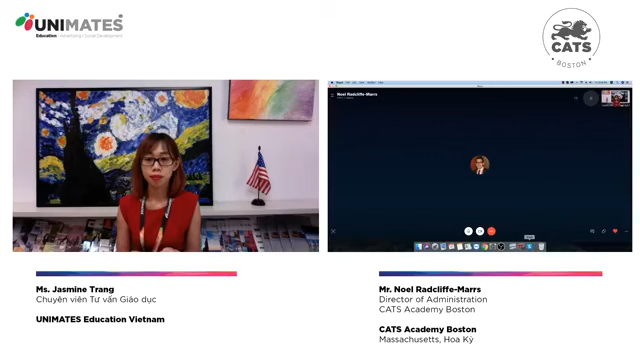 UNIMATES
Education
CATS
BOSTON
Noel Radcliffe-Marrs
Ms. Jasmine Trang
Chuyên viên Tư vấn Giáo dục
UNIMATES Education Vietnam
Mr. Noel Radcliffe-Marrs
Director of Administration
CATS Academy Boston
CATS Academy Boston
Massachusetts, Hoa Kỳ